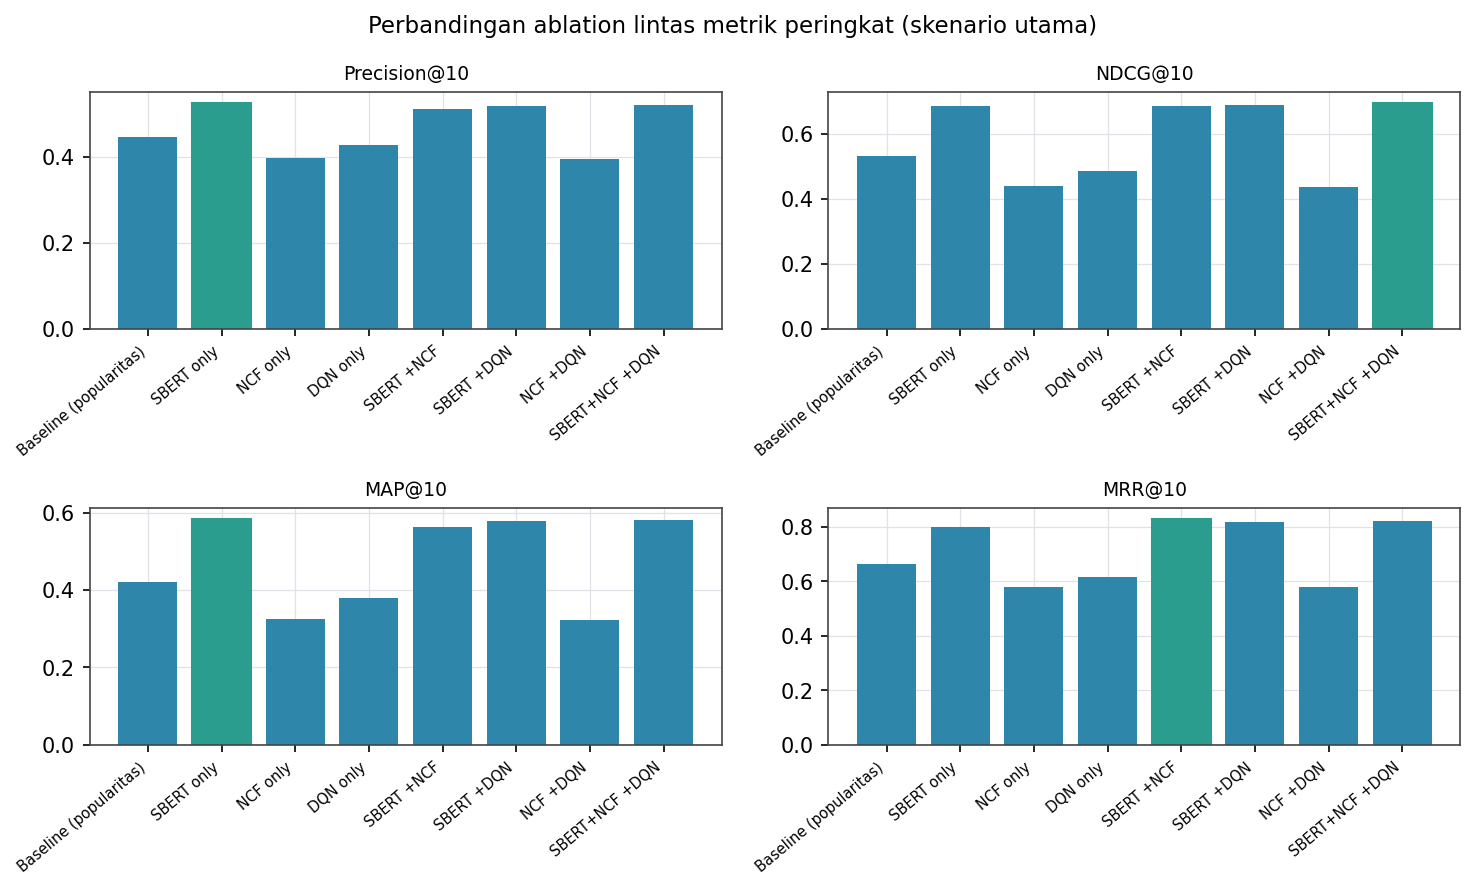 Perbandingan ablation lintas metrik peringkat (skenario utama)
Precision@10
0.4
0.2
0.0
Baseline (popularitas)
SBERT only
NCF only
DQN only
SBERT +NCF
SBERT +DQN
NCF +DQN
SBERT+NCF +DQN
NDCG@10
0.6
0.4
0.2
0.0
Baseline (popularitas)
SBERT only
NCF only
DQN only
SBERT +NCF
SBERT +DQN
NCF +DQN
SBERT+NCF +DQN
MAP@10
0.6
0.4
0.2
0.0
Baseline (popularitas)
SBERT only
NCF only
DQN only
SBERT +NCF
SBERT +DQN
NCF +DQN
SBERT+NCF +DQN
MRR@10
0.8
0.6
0.4
0.2
0.0
Baseline (popularitas)
SBERT only
NCF only
DQN only
SBERT +NCF
SBERT +DQN
NCF +DQN
SBERT+NCF +DQN